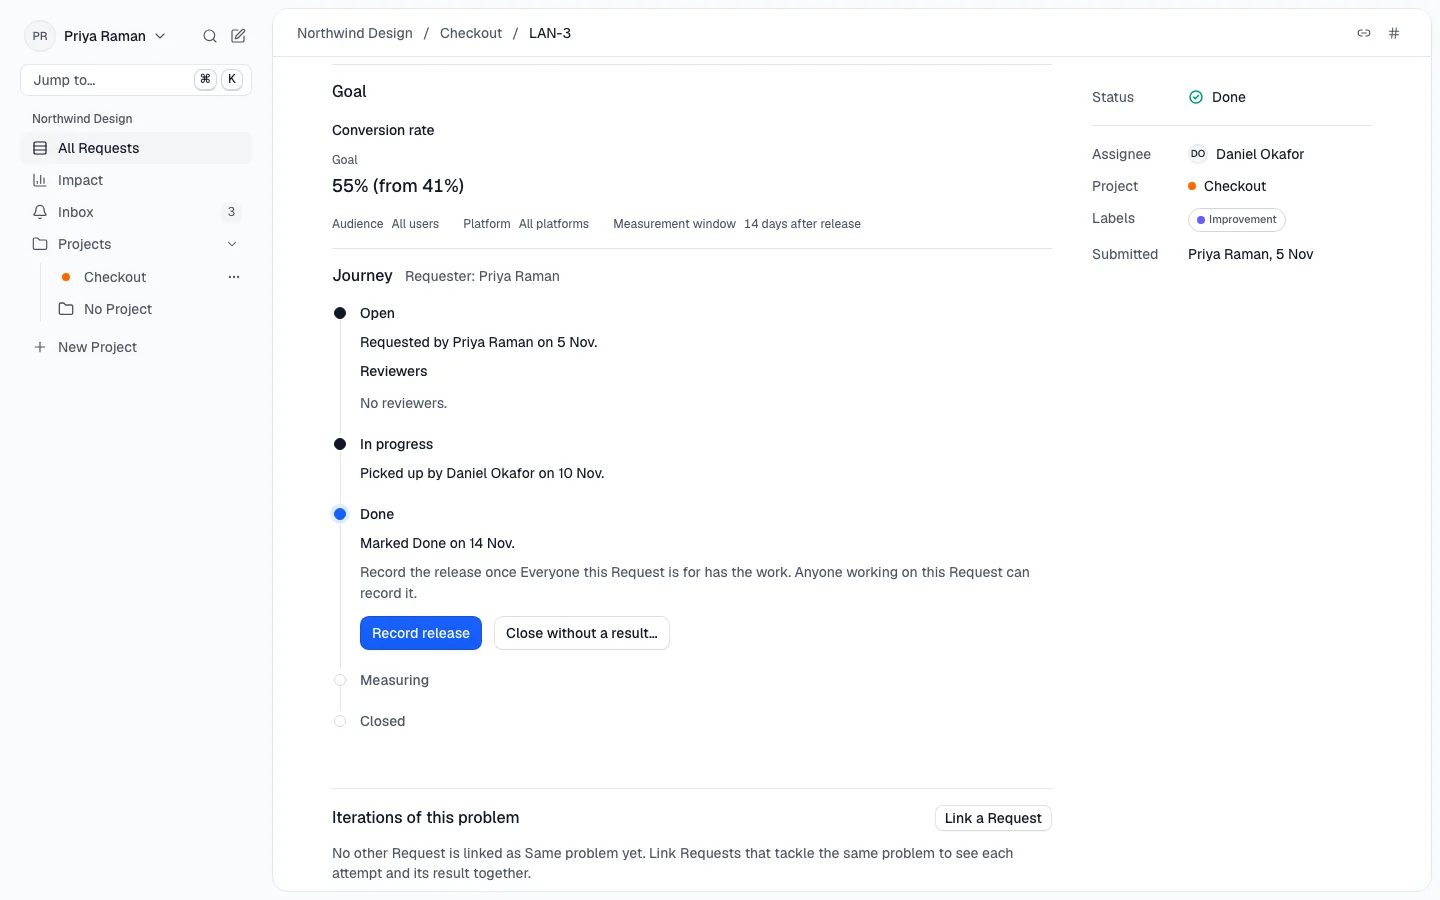 PR Priya Raman
Jump to... ⌘ K
Northwind Design
All Requests
Impact
Inbox 3
Projects
Checkout
No Project
New Project
Northwind Design / Checkout / LAN-3
Goal
Conversion rate
Goal
55% (from 41%)
Audience All users Platform All platforms Measurement window 14 days after release
Journey Requester: Priya Raman
Open
Requested by Priya Raman on 5 Nov.
Reviewers
No reviewers.
In progress
Picked up by Daniel Okafor on 10 Nov.
Done
Marked Done on 14 Nov.
Record the release once Everyone this Request is for has the work. Anyone working on this Request can
record it.
Record release Close without a result...
Measuring
Closed
Iterations of this problem Link a Request
No other Request is linked as Same problem yet. Link Requests that tackle the same problem to see each
attempt and its result together.
Status Done
Assignee DO Daniel Okafor
Project Checkout
Labels Improvement
Submitted Priya Raman, 5 Nov